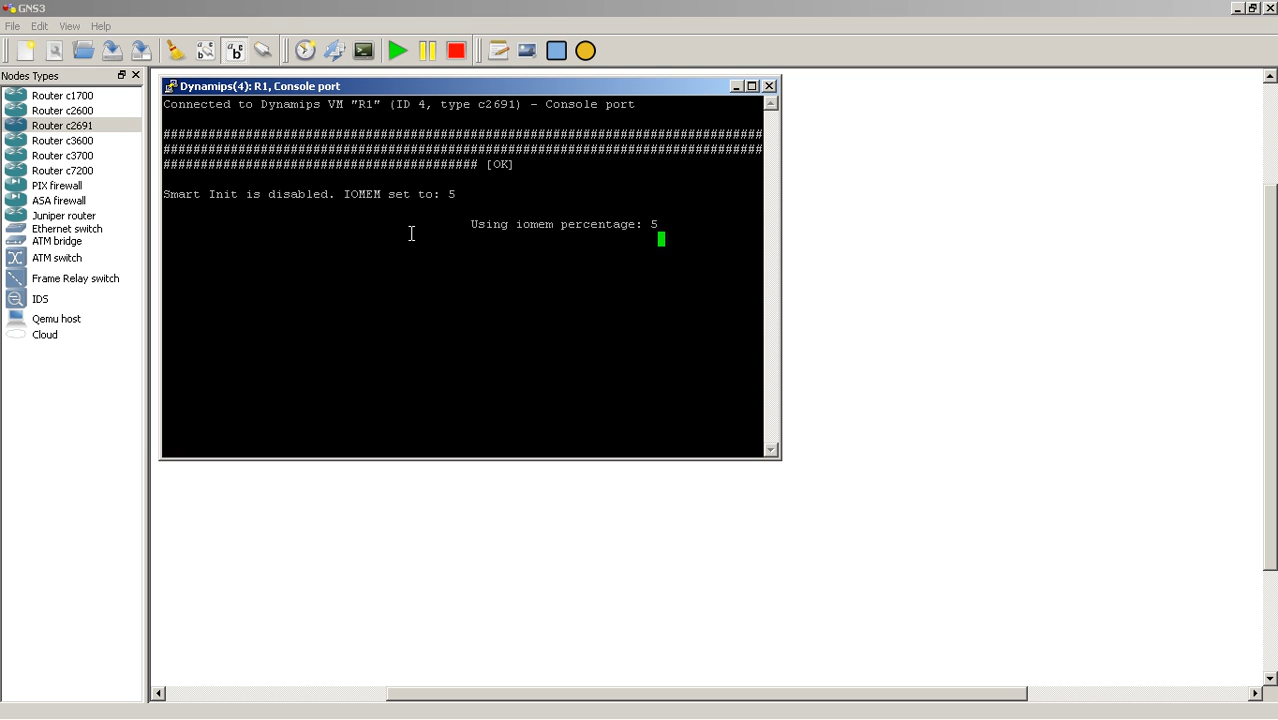 GNS3
File Edit View Help
Nodes Types
Router c1700
Router c2600
Router c2691
Router c3600
Router c3700
Router c7200
PIX firewall
ASA firewall
Juniper router
Ethernet switch
ATM bridge
ATM switch
Frame Relay switch
IDS
Qemu host
Cloud
Dynamips(4): R1, Console port
Connected to Dynamips VM "R1" (ID 4, type c2691) - Console port
################################################################################
################################################################################
########################################## [OK]
Smart Init is disabled. IOMEM set to: 5
Using iomem percentage: 5